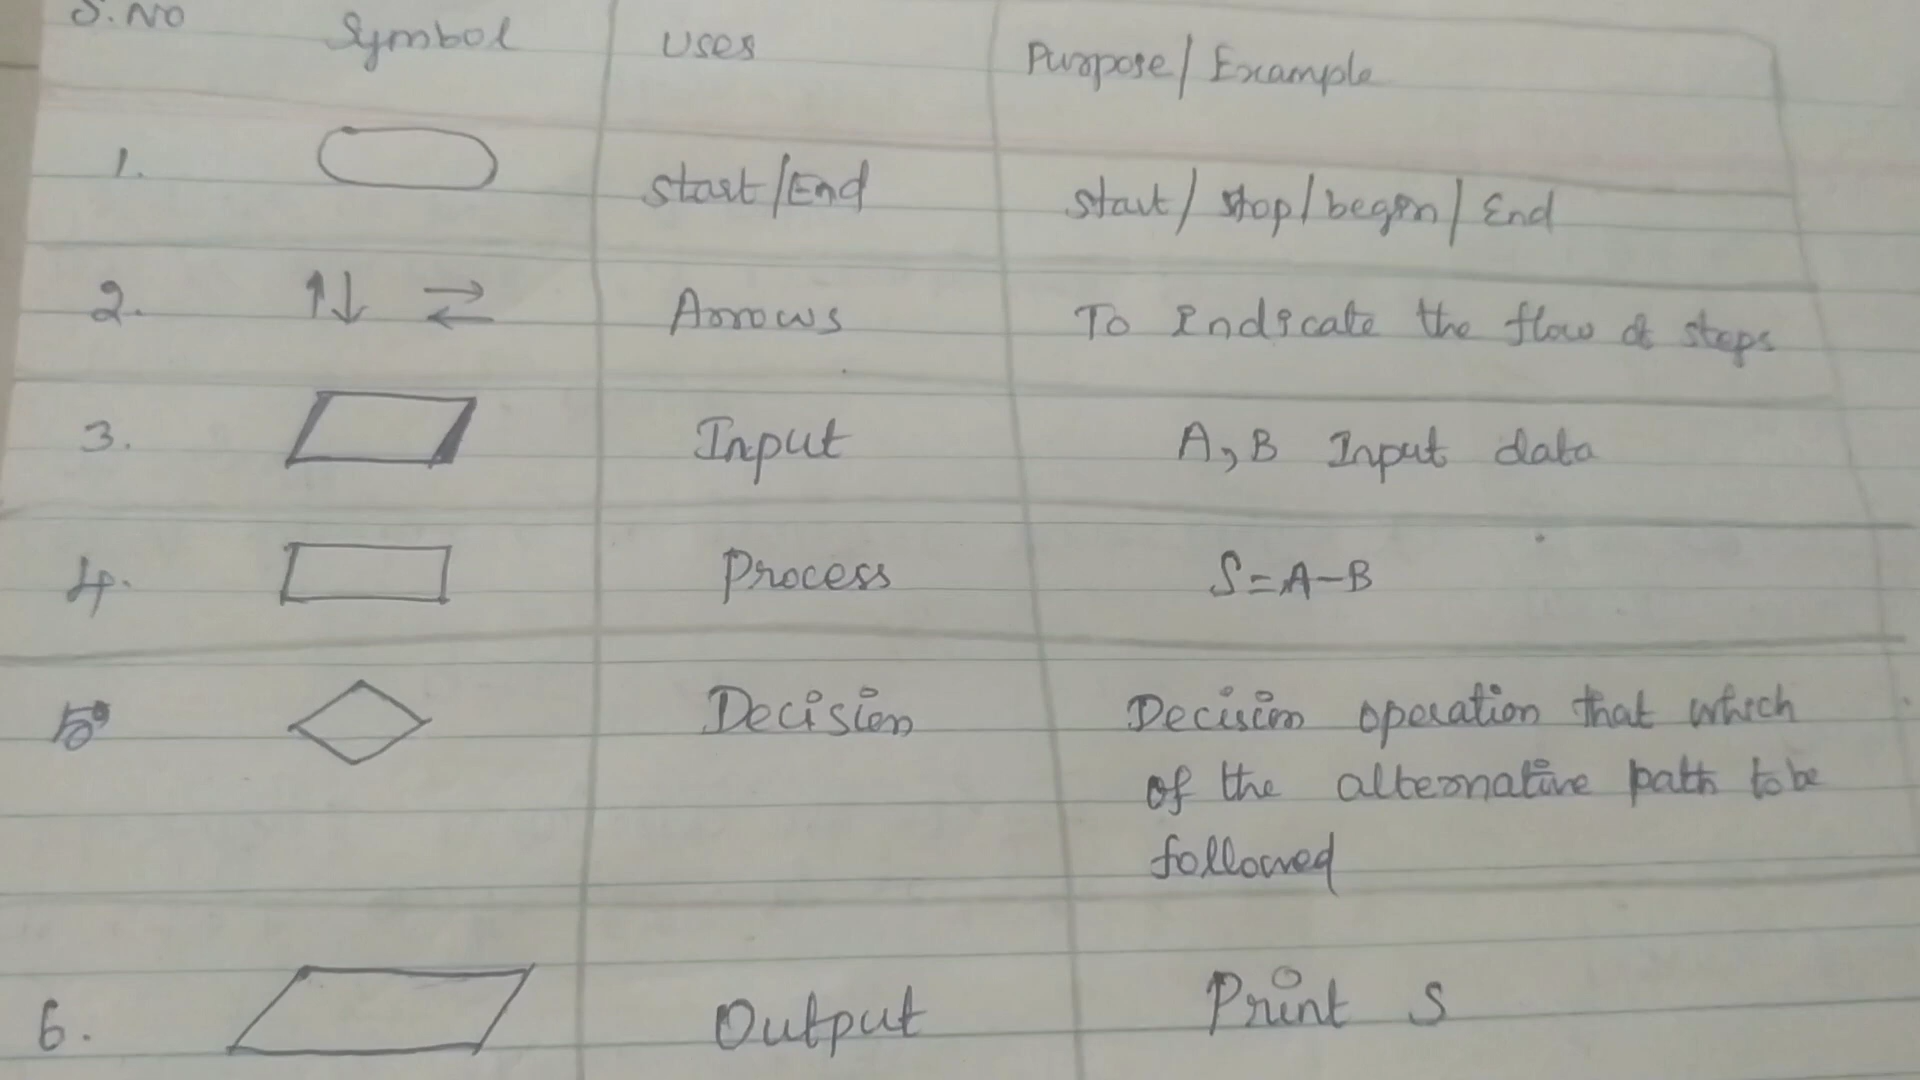 S.No Symbol Uses Purpose/Example
1. Start/End Start/Stop/begin/End
2. ↑↓ ⇄ Arrows To indicate the flow of steps
3. Input A,B Input data
4. Process S=A-B
5. Decision Decision operation that which
of the alternative path to be
followed
6. Output Print S